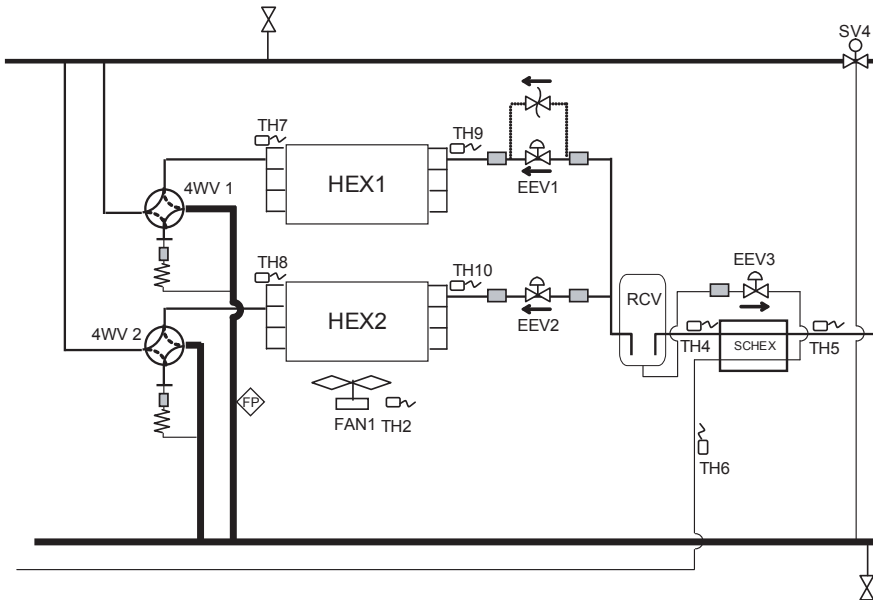 SV4
TH7
TH9
4WV 1
HEX1
EEV1
TH8
TH10
EEV3
RCV
HEX2
EEV2
4WV 2
TH4
SCHEX
TH5
FP
FAN1
TH2
TH6